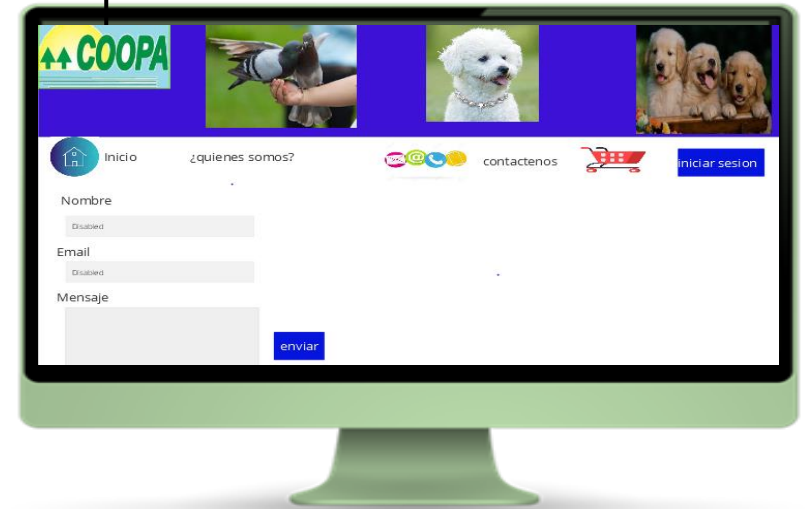 COOPA
Inicio
¿quienes somos?
contactenos
iniciar sesion
Nombre
Disabled
Email
Disabled
Mensaje
enviar